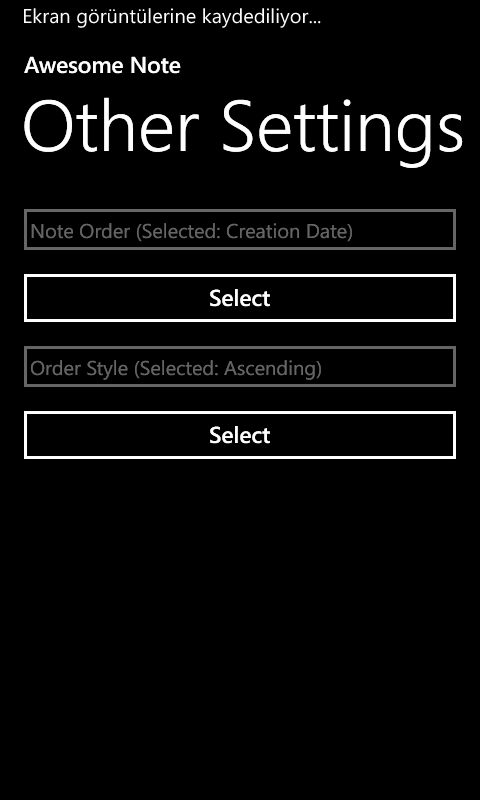 Ekran görüntülerine kaydediliyor...
Awesome Note
Other Settings
Note Order (Selected: Creation Date)
Select
Order Style (Selected: Ascending)
Select